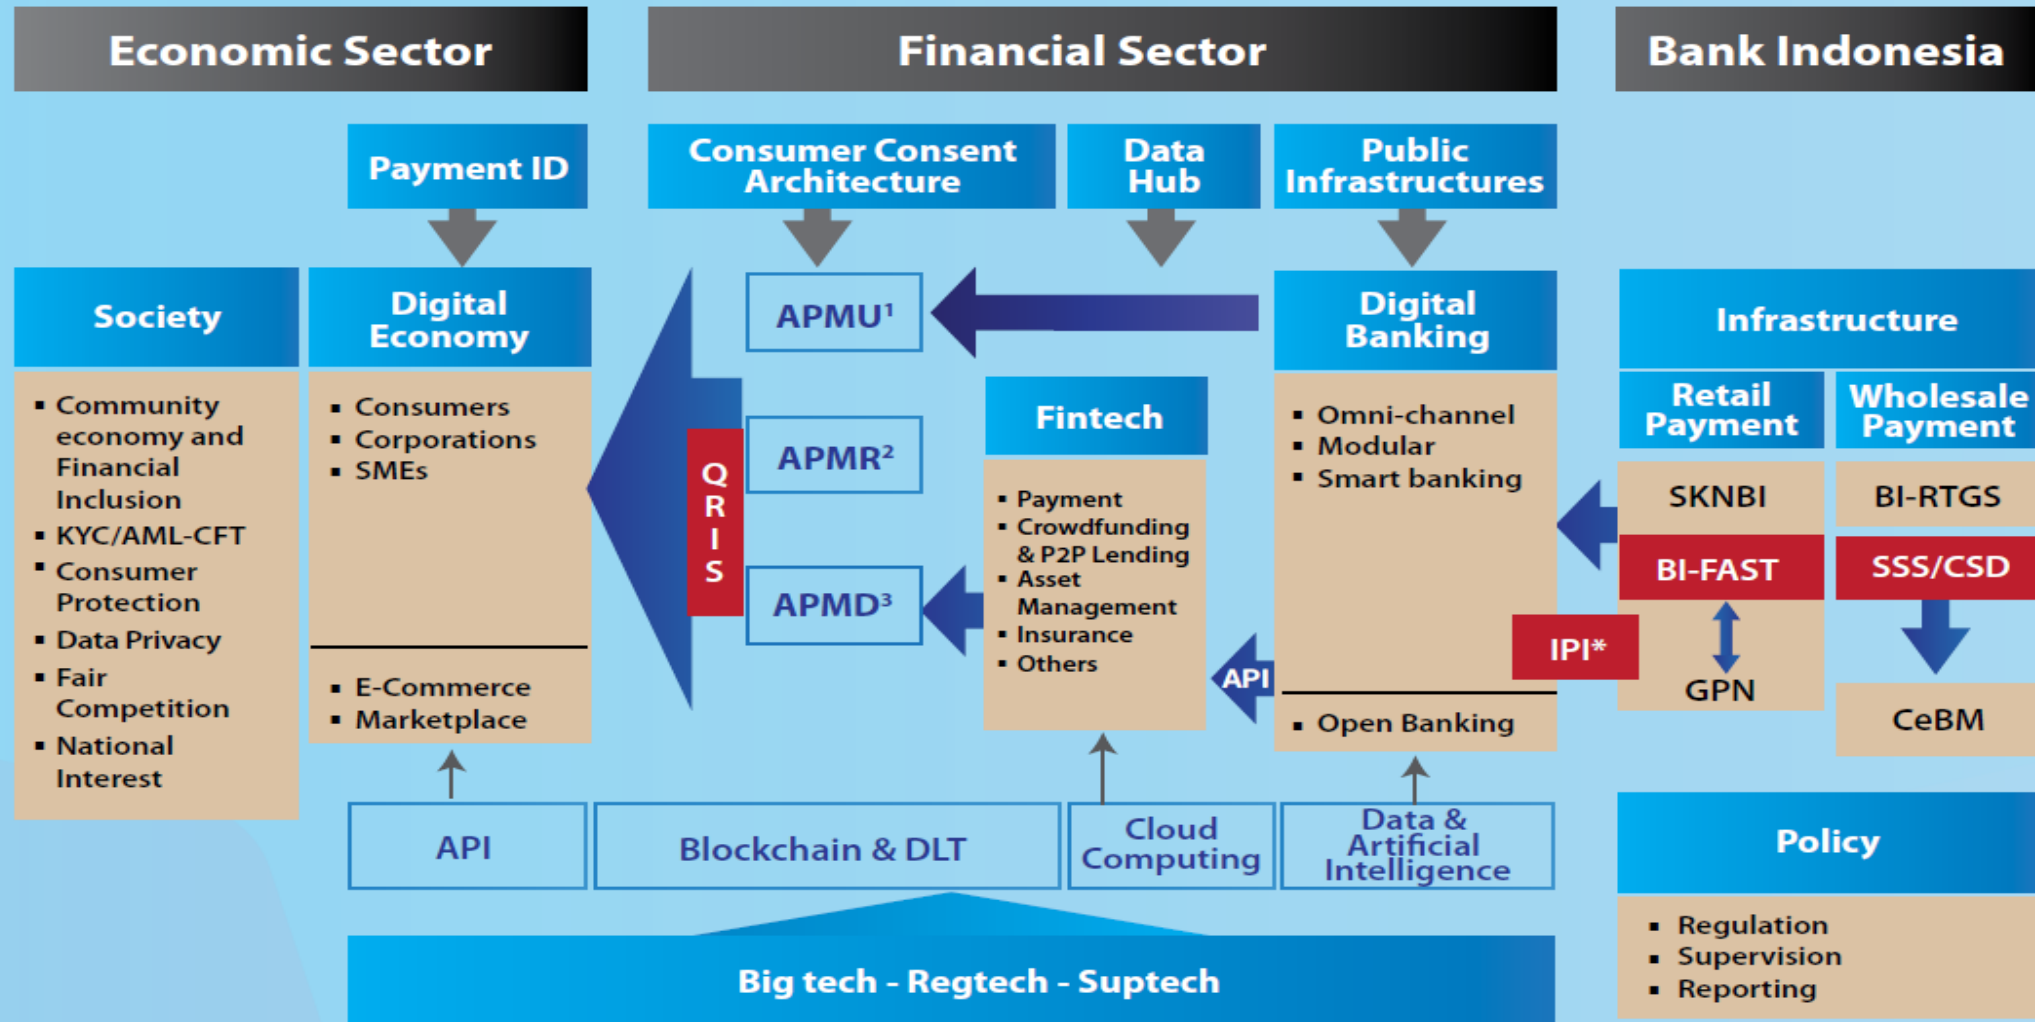 Economic Sector
Financial Sector
Bank Indonesia
Payment ID
Consumer Consent
Architecture
Data
Hub
Public
Infrastructures
Society
▪ Community
economy and
Financial
Inclusion
▪ KYC/AML-CFT
▪ Consumer
Protection
▪ Data Privacy
▪ Fair
Competition
▪ National
Interest
Digital
Economy
▪ Consumers
▪ Corporations
▪ SMEs
▪ E-Commerce
▪ Marketplace
Q
R
I
S
APMU¹
APMR²
APMD³
Fintech
▪ Payment
▪ Crowdfunding
& P2P Lending
▪ Asset
Management
▪ Insurance
▪ Others
API
Digital
Banking
▪ Omni-channel
▪ Modular
▪ Smart banking
▪ Open Banking
IPI*
Infrastructure
Retail
Payment
SKNBI
BI-FAST
GPN
Wholesale
Payment
BI-RTGS
SSS/CSD
CeBM
API
Blockchain & DLT
Cloud
Computing
Data &
Artificial
Intelligence
Big tech - Regtech - Suptech
Policy
▪ Regulation
▪ Supervision
▪ Reporting